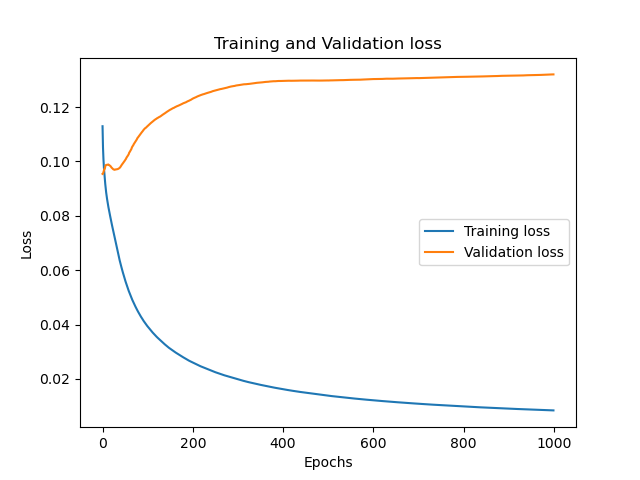 Training and Validation loss
Loss
0.12
0.10
0.08
0.06
0.04
0.02
Training loss
Validation loss
0 200 400 600 800 1000
Epochs